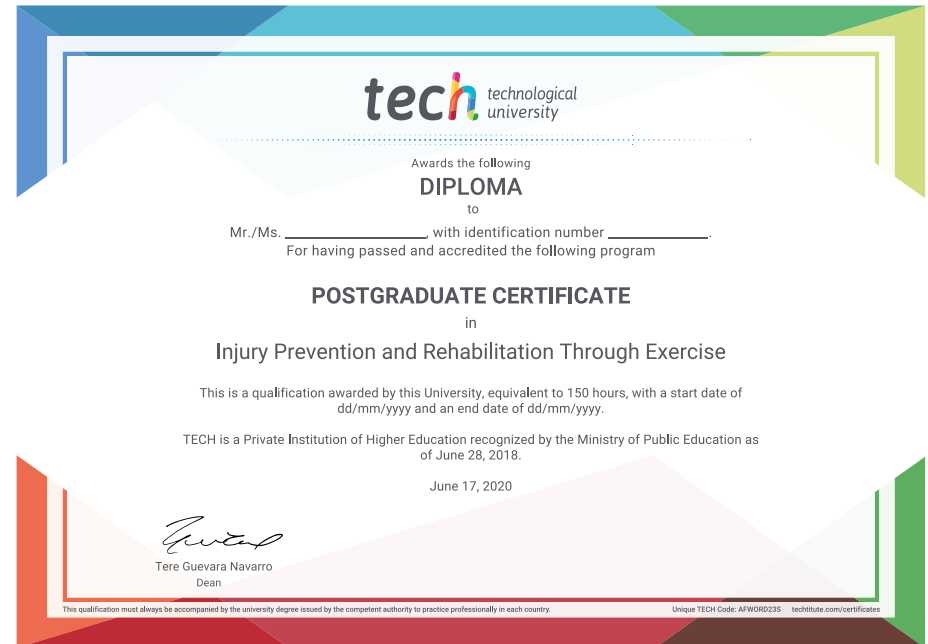 tech technological
university
Awards the following
DIPLOMA
to
Mr./Ms. ____________, with identification number ____________.
For having passed and accredited the following program
POSTGRADUATE CERTIFICATE
in
Injury Prevention and Rehabilitation Through Exercise
This is a qualification awarded by this University, equivalent to 150 hours, with a start date of
dd/mm/yyyy and an end date of dd/mm/yyyy.
TECH is a Private Institution of Higher Education recognized by the Ministry of Public Education as
of June 28, 2018.
June 17, 2020
Tere Guevara Navarro
Dean
This qualification must always be accompanied by the university degree issued by the competent authority to practice professionally in each country. Unique TECH Code: AFWORD23S techtitute.com/certificates